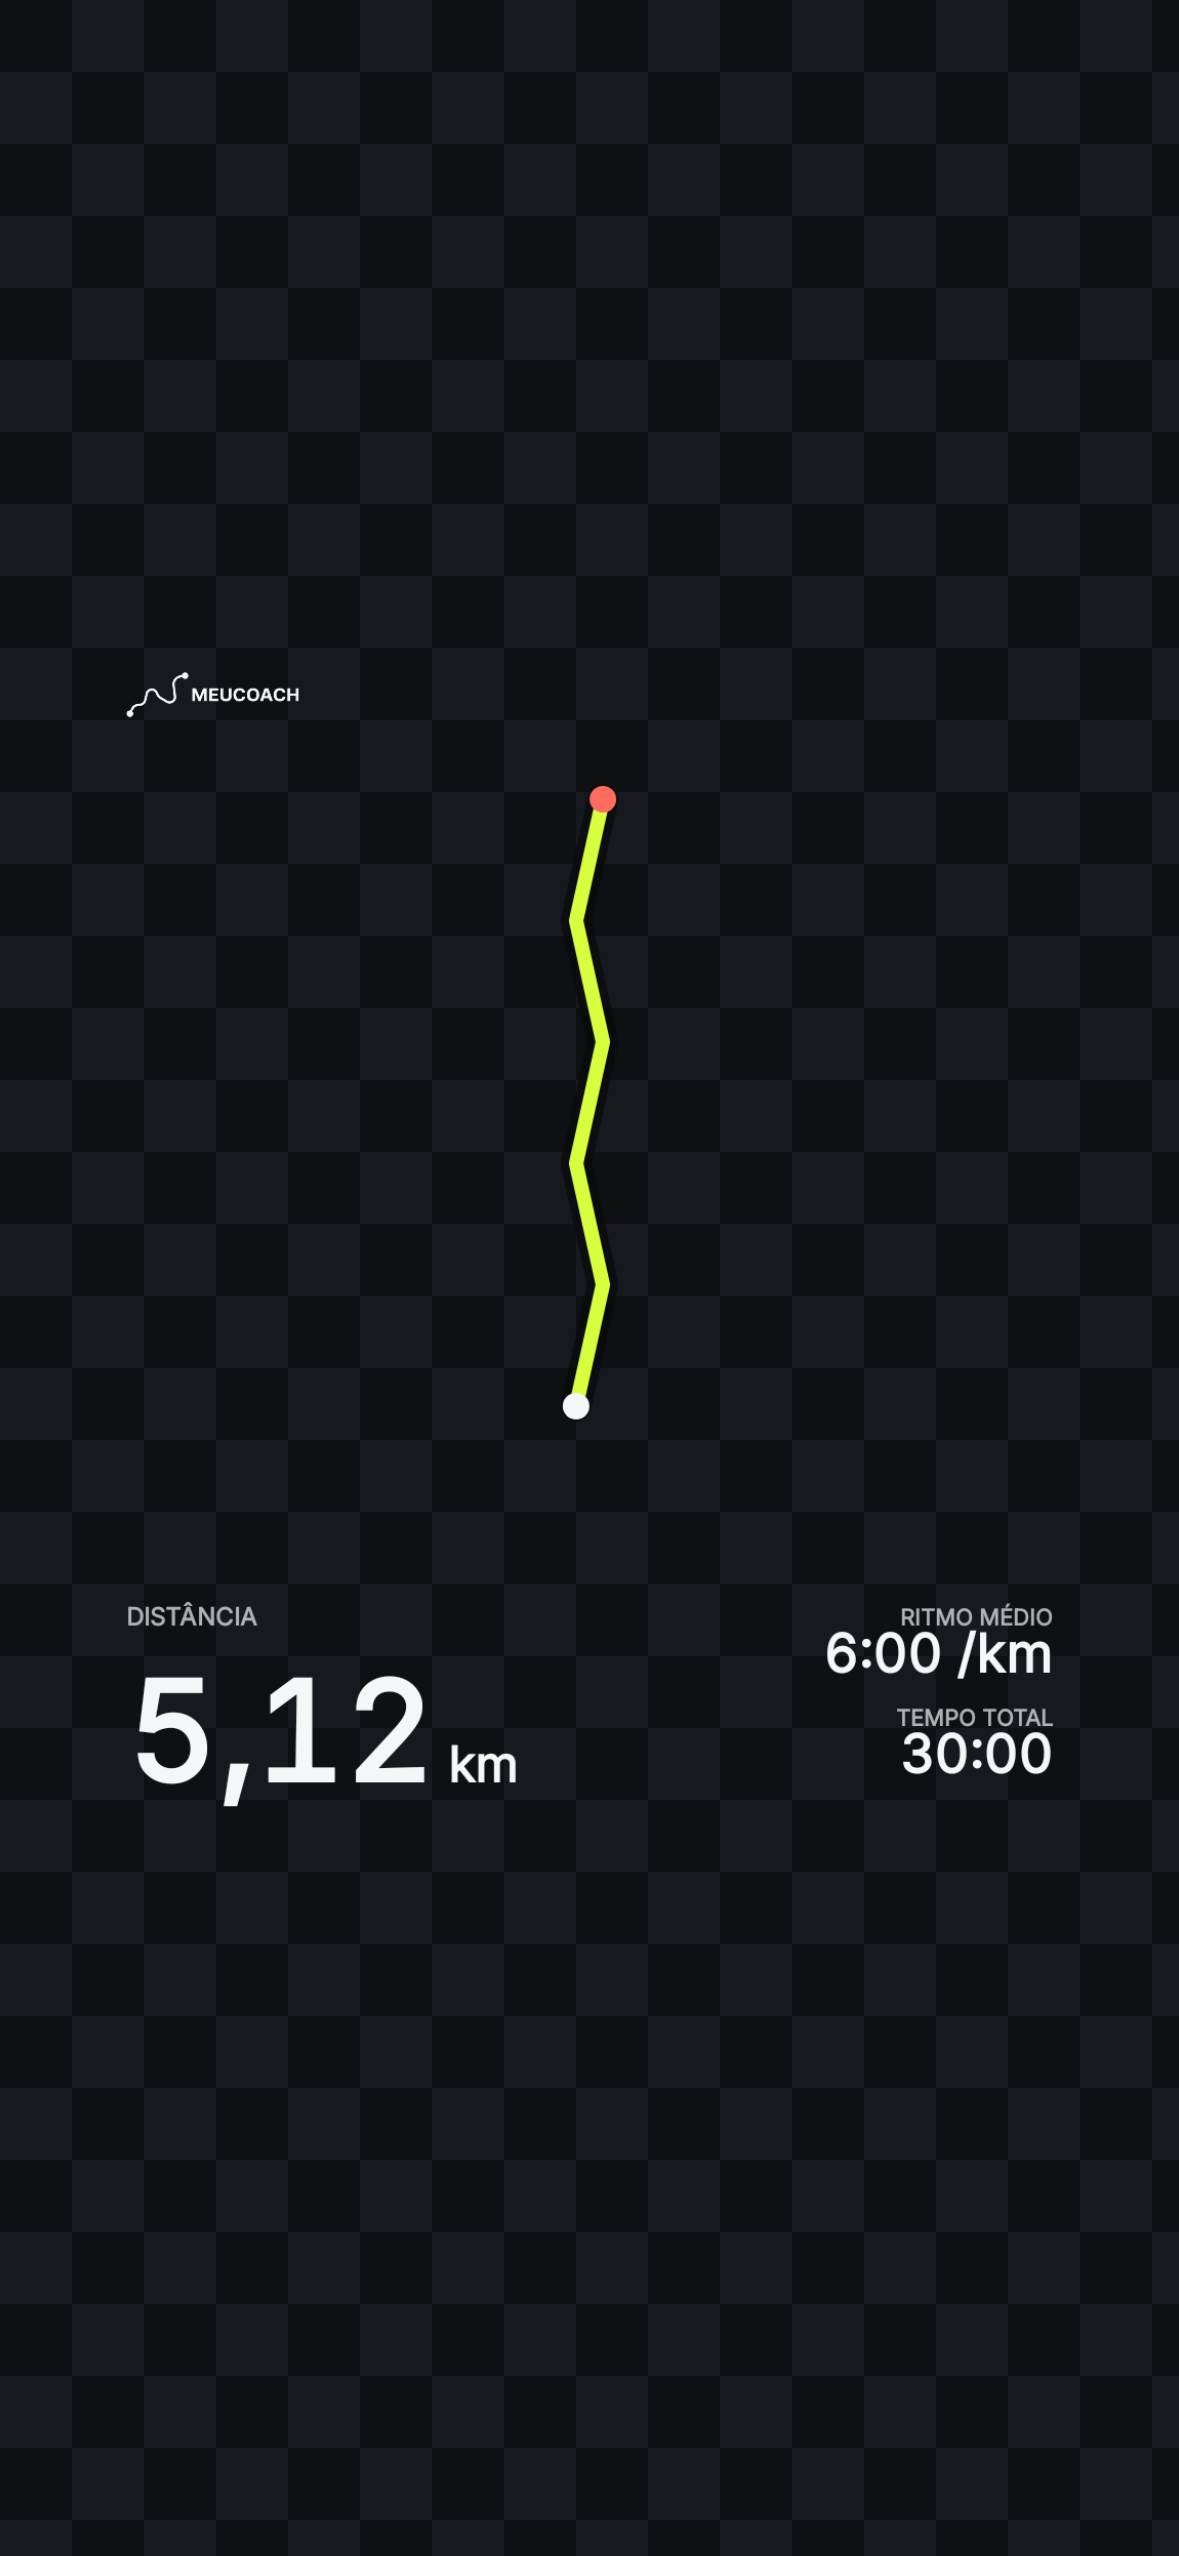 MEUCOACH
DISTÂNCIA
5,12 km
RITMO MÉDIO
6:00 /km
TEMPO TOTAL
30:00